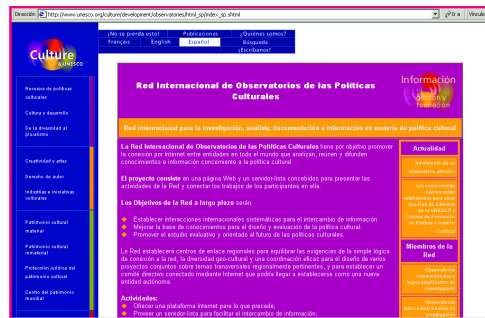 Dirección http://www.unesco.org/culture/development/observatories/html_sp/index_sp.shtml Ir a Vínculos
¡No se pierda esto! Publicaciones ¿Quiénes somos?
Français English Español Búsqueda
¡Escríbanos!
Culture
& UNESCO
Recursos de políticas
culturales
Cultura y desarrollo
De la diversidad al
pluralismo
Creatividad y artes
Derecho de autor
Industrias e iniciativas
culturales
Patrimonio cultural
material
Patrimonio cultural
inmaterial
Protección jurídica del
patrimonio cultural
Centro del patrimonio
mundial
Red Internacional de Observatorios de las Políticas
Culturales
Información
gestión y
formación
Red internacional para la investigación, análisis, documentación e información en materia
de política cultural
La Red Internacional de Observatorios de las Políticas Culturales tiene por objetivo promover
la conexión por Internet entre entidades en todo el mundo que analizan, reúnen y difunden
conocimientos e información concerniente a la política cultural.
El proyecto consiste en una página Web y un servidor-lista concebidos para presentar las
actividades de la Red y conectar los trabajos de los participantes en ella.
Los Objetivos de la Red a largo plazo serán:
Establecer interacciones internacionales sistemáticas para el intercambio de información.
Mejorar la base de conocimientos para el diseño y evaluación de la política cultural.
Promover el estudio evaluativo y orientado al futuro de las políticas culturales.
La Red establecerá centros de enlace regionales para equilibrar las exigencias de la simple lógica
de conexión a la red, la diversidad geo-cultural y una coordinación eficaz para el diseño de varios
proyectos conjuntos sobre temas transversales regionalmente pertinentes, y para establecer un
comité directivo conectado mediante Internet que podría llegar a establecerse como una nueva
entidad autónoma.
Actividades:
Ofrecer una plataforma Internet para lo que precede;
Proveer un servidor-lista para facilitar el intercambio de información;
Actualidad
Nacimiento de un
observatorio africano
Los componentes
básicos están
establecidos para crear
una Red de Cátedras
de la UNESCO y
Centros de Formación
en Política y Gestión
Cultural
Miembros de la
Red
Observatorios
Internacionales y
regionales/Centros de
Investigación
Observatorios
Nacionales/ Centros de
Investigación